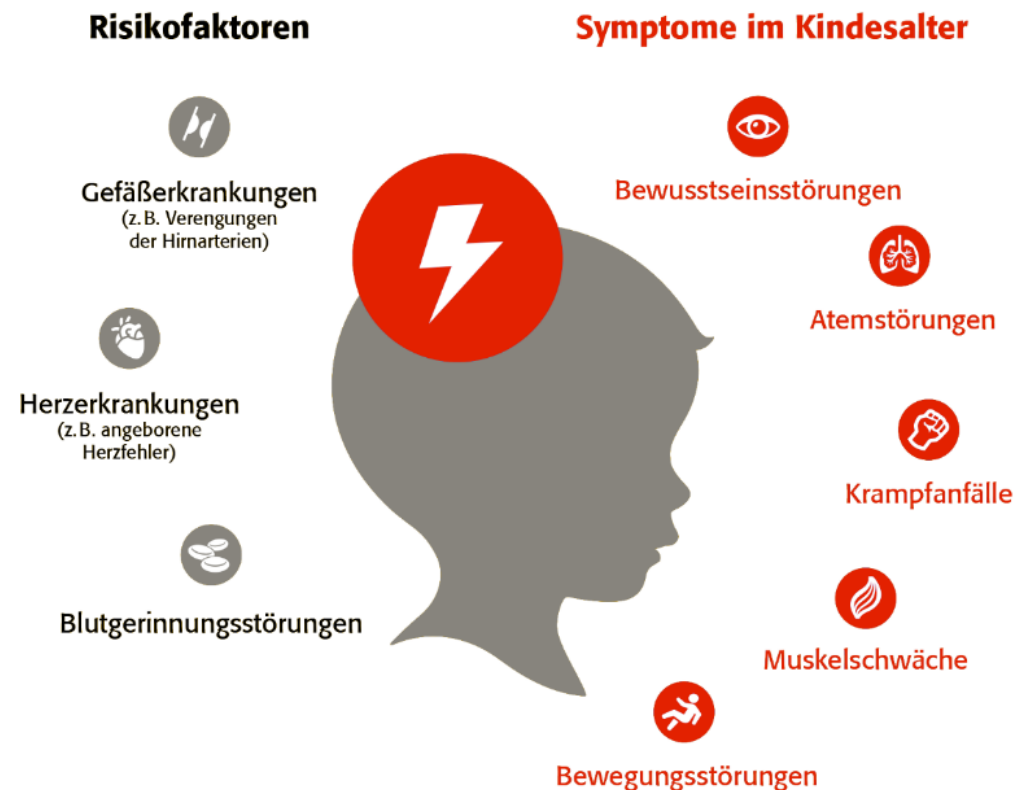 Risikofaktoren
Gefäßerkrankungen
(z.B. Verengungen
der Hirnarterien)
Herzerkrankungen
(z.B. angeborene
Herzfehler)
Blutgerinnungsstörungen
Symptome im Kindesalter
Bewusstseinsstörungen
Atemstörungen
Krampfanfälle
Muskelschwäche
Bewegungsstörungen